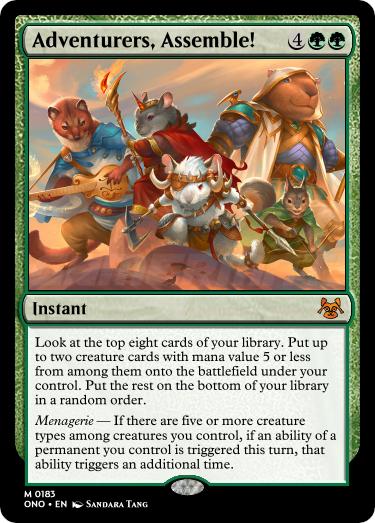 Adventurers, Assemble! 4
Instant
Look at the top eight cards of your library. Put up
to two creature cards with mana value 5 or less
from among them onto the battlefield under your
control. Put the rest on the bottom of your library
in a random order.
Menagerie — If there are five or more creature
types among creatures you control, if an ability of a
permanent you control is triggered this turn, that
ability triggers an additional time.
M 0183
ONO • EN Sandara Tang